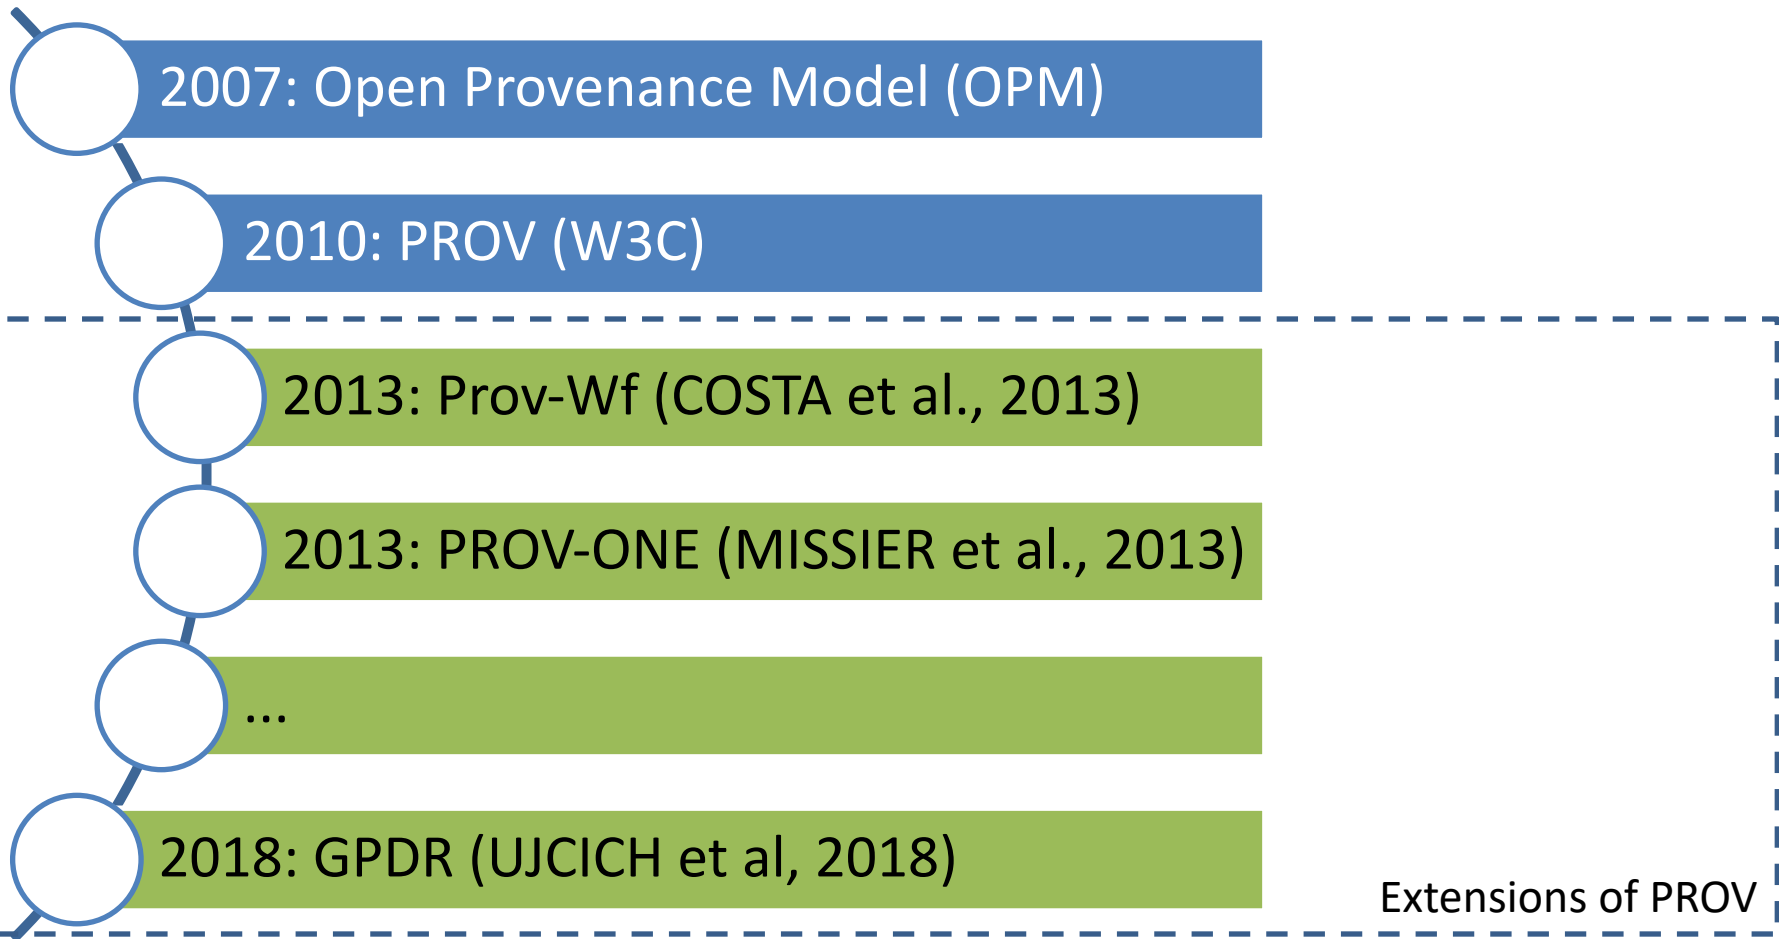 2007: Open Provenance Model (OPM)
2010: PROV (W3C)
2013: Prov-Wf (COSTA et al., 2013)
2013: PROV-ONE (MISSIER et al., 2013)
...
2018: GPDR (UJCICH et al, 2018)
Extensions of PROV